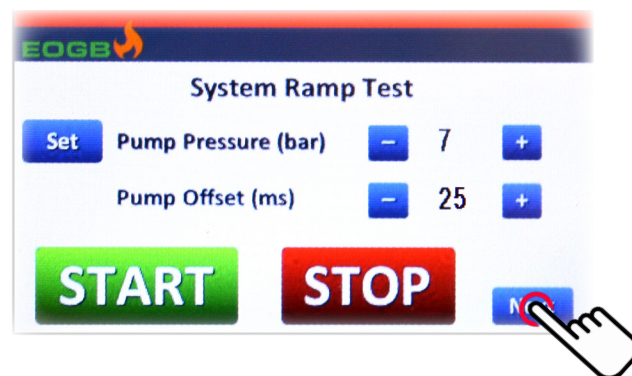 EOGB
System Ramp Test
Set Pump Pressure (bar) - 7 +
Pump Offset (ms) - 25 +
START STOP